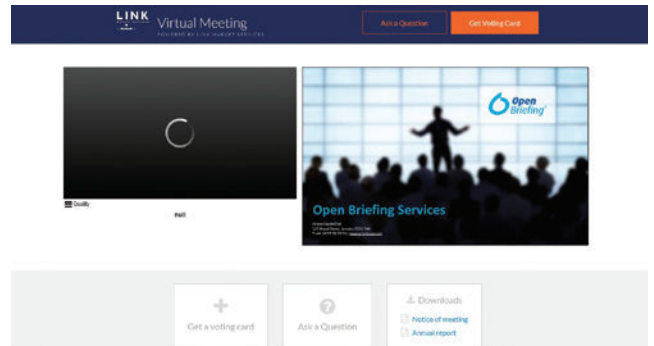 LINK
Virtual Meeting
POWERED BY LINK MARKET SERVICES
Ask a Question
Get Voting Card
Open
Briefing
Quality
null
Open Briefing Services
Get a voting card
Ask a Question
Downloads
Notice of meeting
Annual report